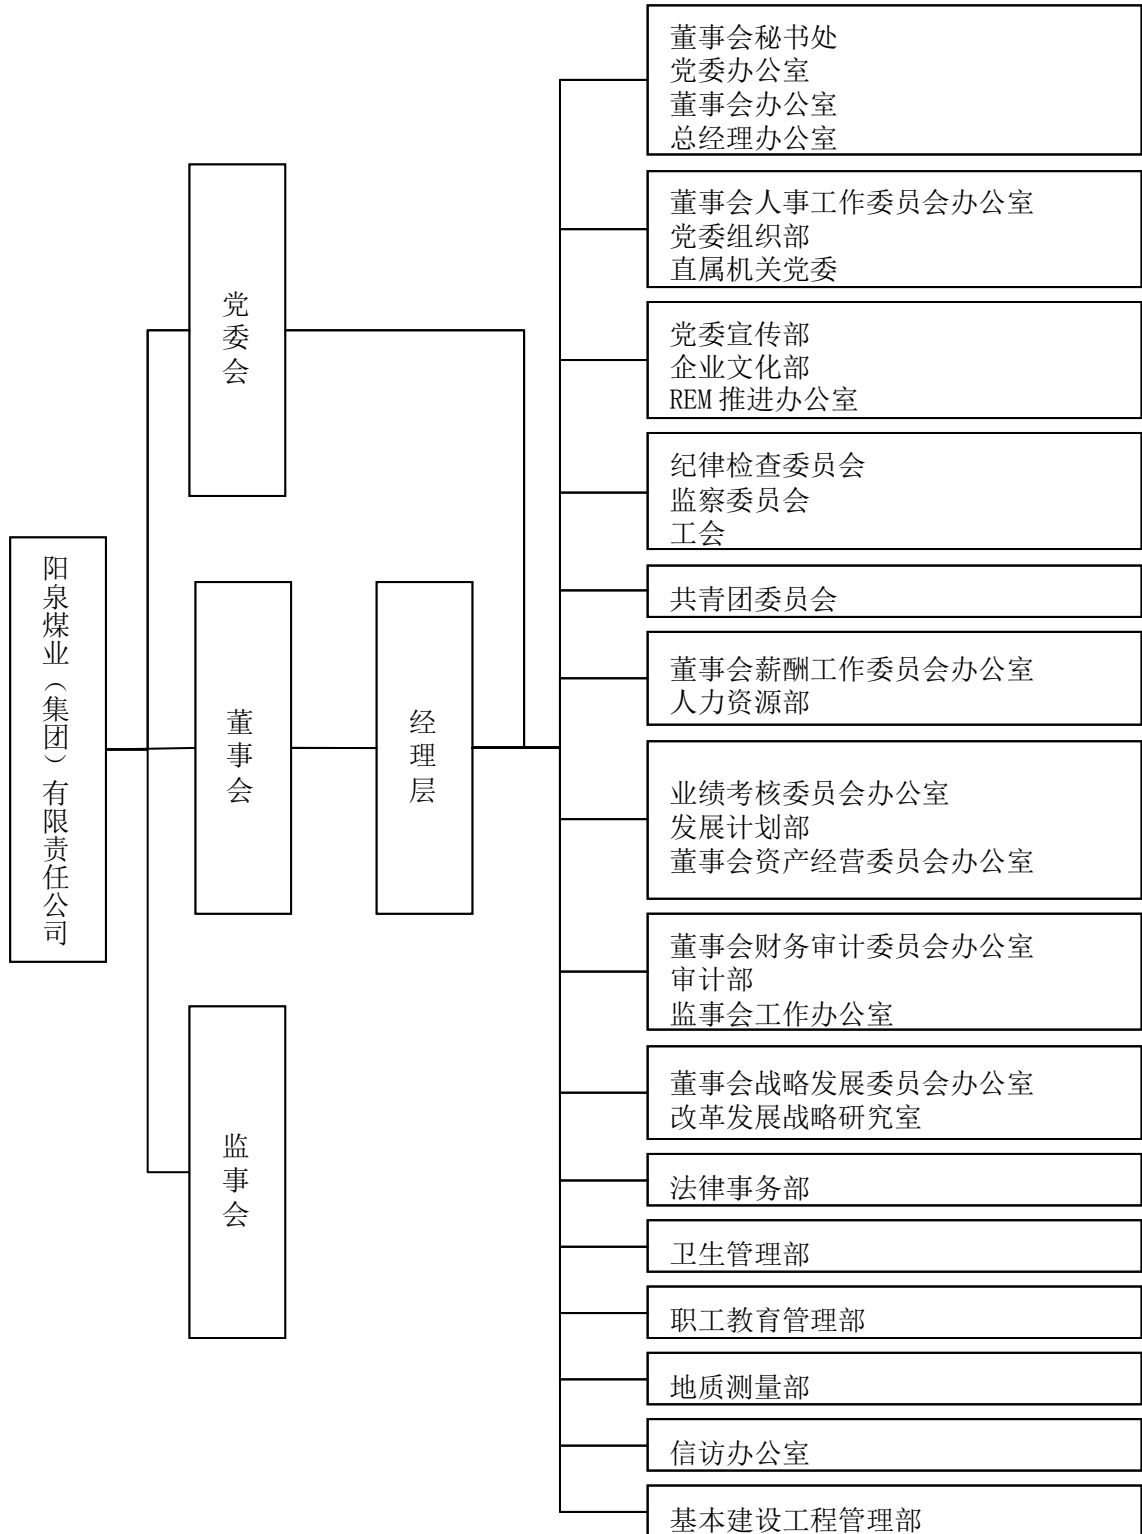 阳泉煤业（集团）有限责任公司
党委会
董事会
监事会
经理层
董事会秘书处
党委办公室
董事会办公室
总经理办公室
董事会人事工作委员会办公室
党委组织部
直属机关党委
党委宣传部
企业文化部
REM 推进办公室
纪律检查委员会
监察委员会
工会
共青团委员会
董事会薪酬工作委员会办公室
人力资源部
业绩考核委员会办公室
发展计划部
董事会资产经营委员会办公室
董事会财务审计委员会办公室
审计部
监事会工作办公室
董事会战略发展委员会办公室
改革发展战略研究室
法律事务部
卫生管理部
职工教育管理部
地质测量部
信访办公室
基本建设工程管理部